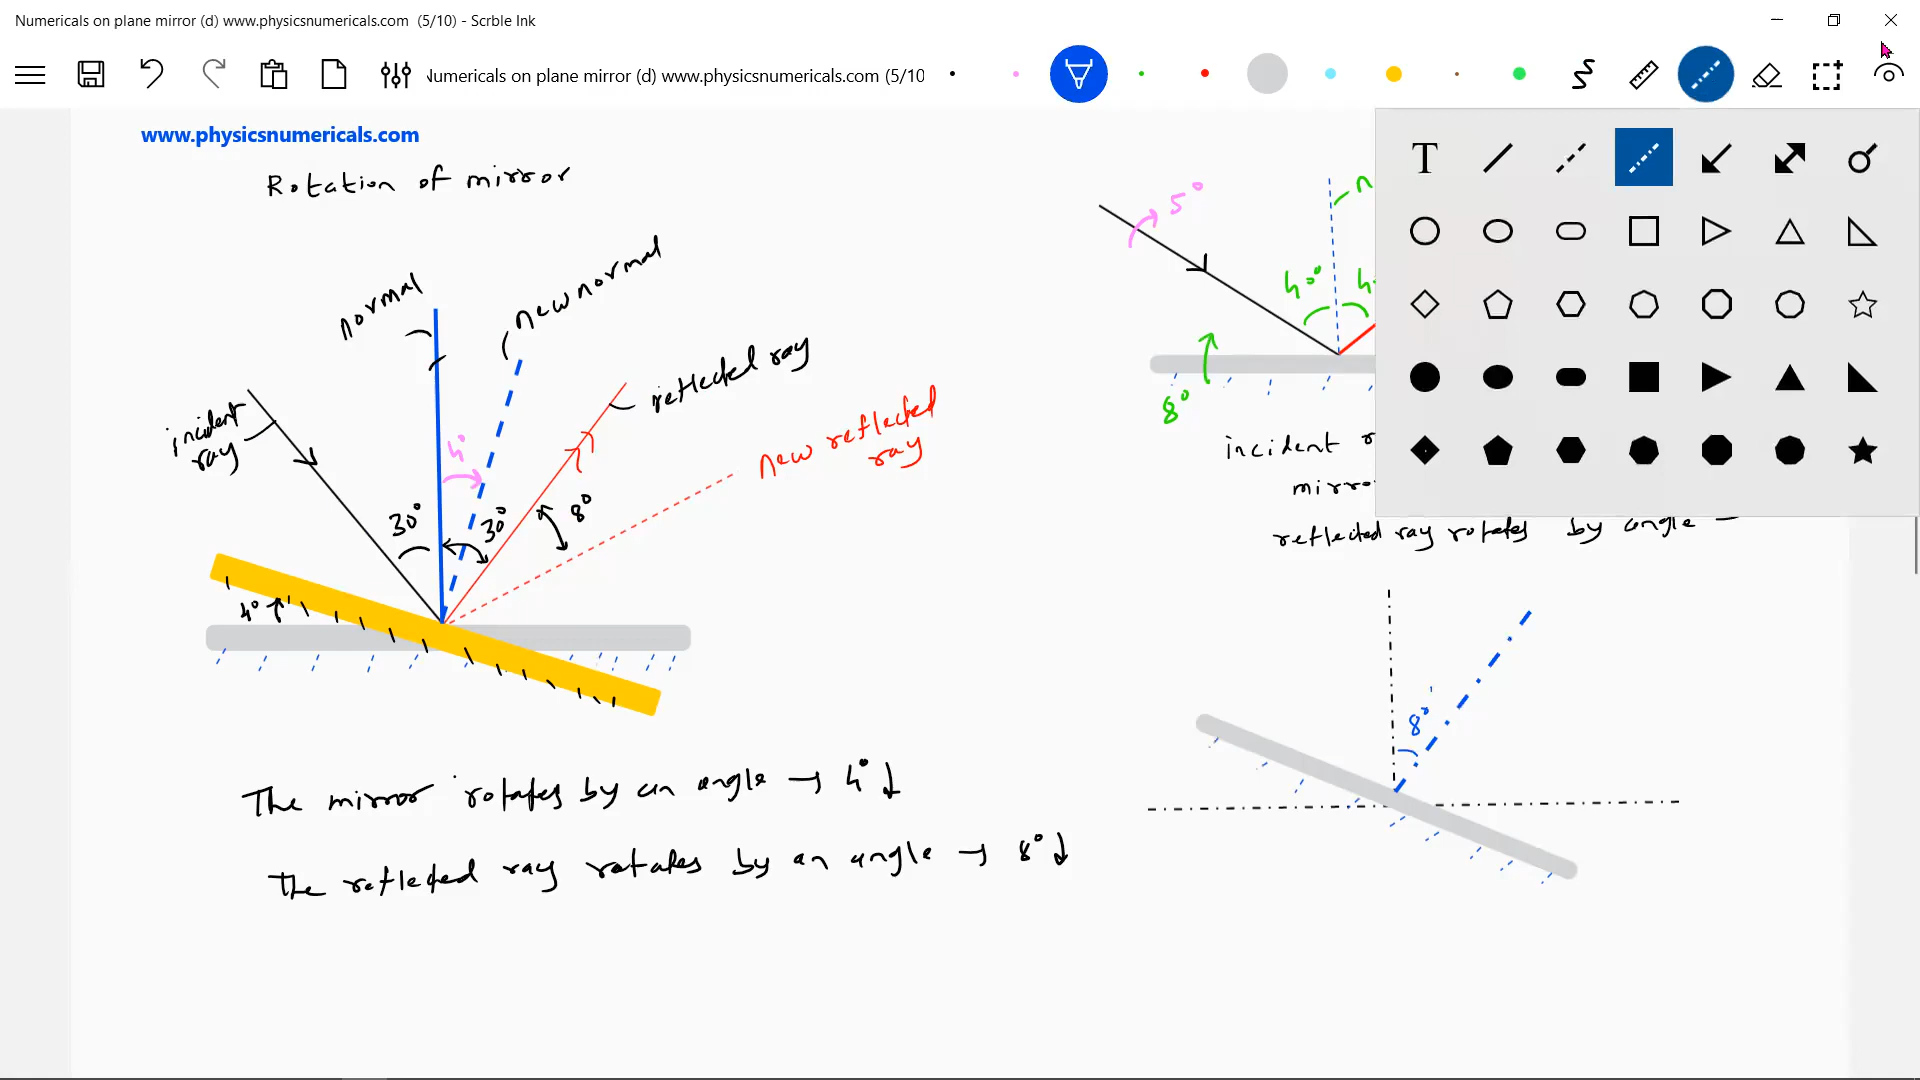 Numericals on plane mirror (d) www.physicsnumericals.com (5/10) - Scrble Ink
Numericals on plane mirror (d) www.physicsnumericals.com (5/10
www.physicsnumericals.com
Rotation of mirror
normal
new normal
incident
ray
reflected ray
new reflected
ray
4°
30°
30°
8°
4°
The mirror rotates by an angle → 4° ↓
The reflected ray rotates by an angle → 8° ↓
5°
n
40°
4
8°
incident r
mirro
reflected ray rotates by angle →
8°
T